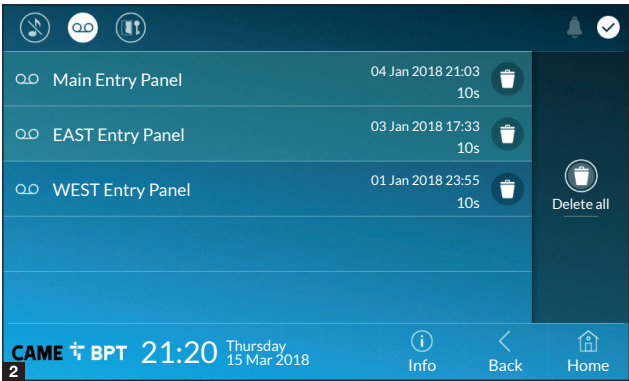 Main Entry Panel
04 Jan 2018 21:03
10s
EAST Entry Panel
03 Jan 2018 17:33
10s
WEST Entry Panel
01 Jan 2018 23:55
10s
Delete all
CAME BPT 21:20 Thursday
15 Mar 2018
Info
Back
Home
2